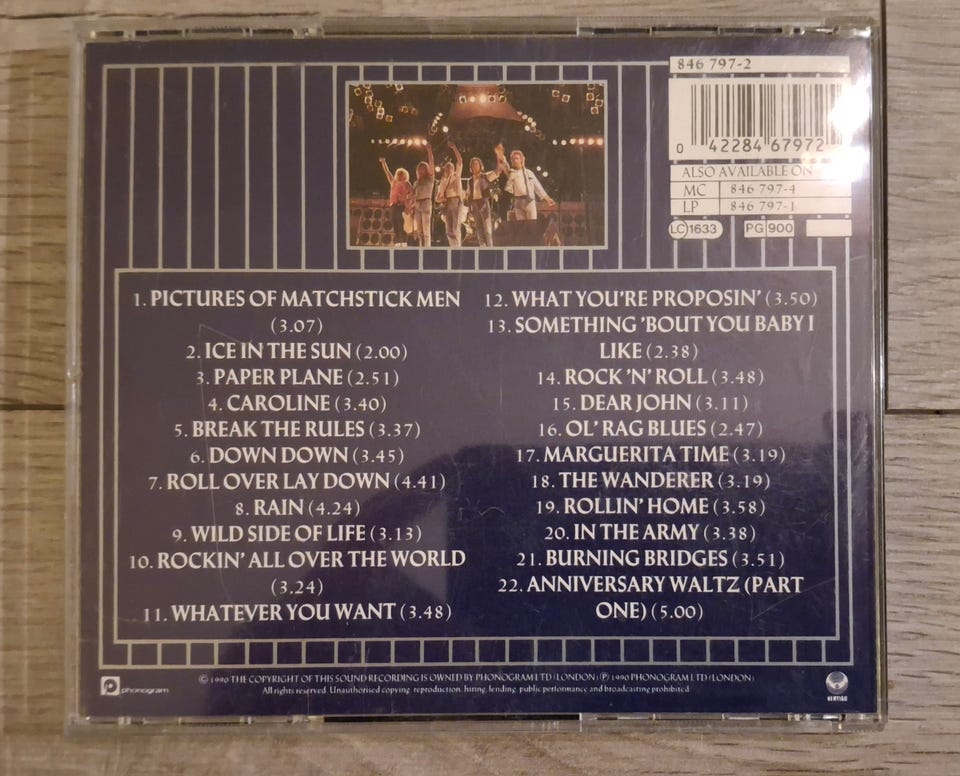 846 797-2
0 42284 67972
ALSO AVAILABLE ON
MC 846 797-4
LP 846 797-1
LC 1633 PG 900
1. PICTURES OF MATCHSTICK MEN
(3.07)
2. ICE IN THE SUN (2.00)
3. PAPER PLANE (2.51)
4. CAROLINE (3.40)
5. BREAK THE RULES (3.37)
6. DOWN DOWN (3.45)
7. ROLL OVER LAY DOWN (4.41)
8. RAIN (4.24)
9. WILD SIDE OF LIFE (3.13)
10. ROCKIN' ALL OVER THE WORLD
(3.24)
11. WHATEVER YOU WANT (3.48)
12. WHAT YOU'RE PROPOSIN' (3.50)
13. SOMETHING 'BOUT YOU BABY I
LIKE (2.38)
14. ROCK 'N' ROLL (3.48)
15. DEAR JOHN (3.11)
16. OL' RAG BLUES (2.47)
17. MARGUERITA TIME (3.19)
18. THE WANDERER (3.19)
19. ROLLIN' HOME (3.58)
20. IN THE ARMY (3.38)
21. BURNING BRIDGES (3.51)
22. ANNIVERSARY WALTZ (PART
ONE) (5.00)
phonogram
© 1990 THE COPYRIGHT OF THIS SOUND RECORDING IS OWNED BY PHONOGRAM LTD (LONDON) ℗ 1990 PHONOGRAM LTD (LONDON)
All rights reserved. Unauthorised copying, reproduction, hiring, lending, public performance and broadcasting prohibited
VERTIGO